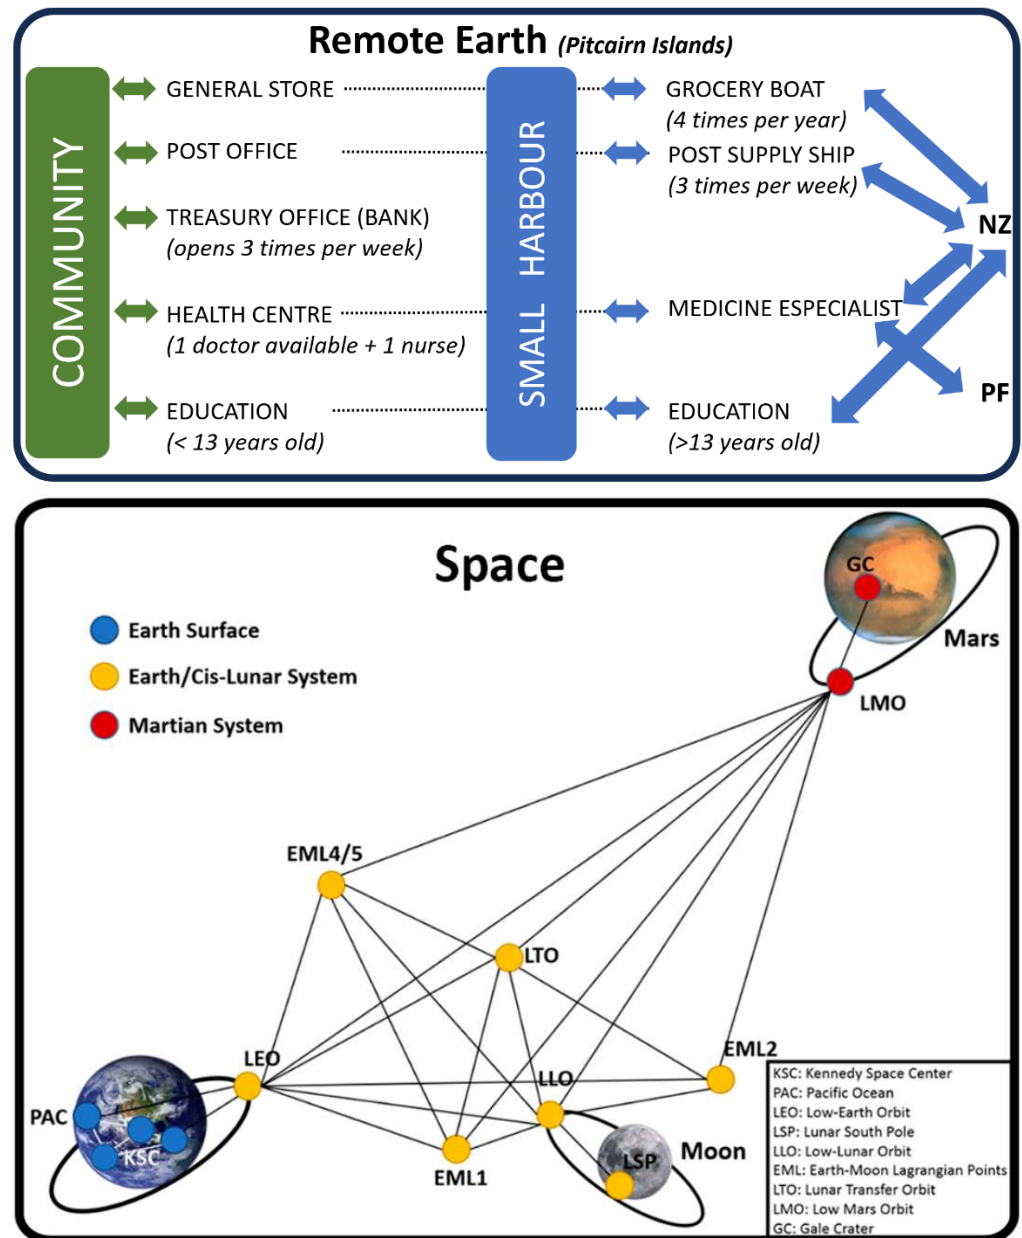 Remote Earth (Pitcairn Islands)
COMMUNITY
GENERAL STORE
POST OFFICE
TREASURY OFFICE (BANK)
(opens 3 times per week)
HEALTH CENTRE
(1 doctor available + 1 nurse)
EDUCATION
(< 13 years old)
SMALL HARBOUR
GROCERY BOAT
(4 times per year)
POST SUPPLY SHIP
(3 times per week)
MEDICINE ESPECIALIST
EDUCATION
(>13 years old)
NZ
PF
Space
Earth Surface
Earth/Cis-Lunar System
Martian System
GC
Mars
LMO
EML4/5
LTO
LEO
EML2
LLO
PAC
KSC
EML1
LSP
Moon
KSC: Kennedy Space Center
PAC: Pacific Ocean
LEO: Low-Earth Orbit
LSP: Lunar South Pole
LLO: Low-Lunar Orbit
EML: Earth-Moon Lagrangian Points
LTO: Lunar Transfer Orbit
LMO: Low Mars Orbit
GC: Gale Crater